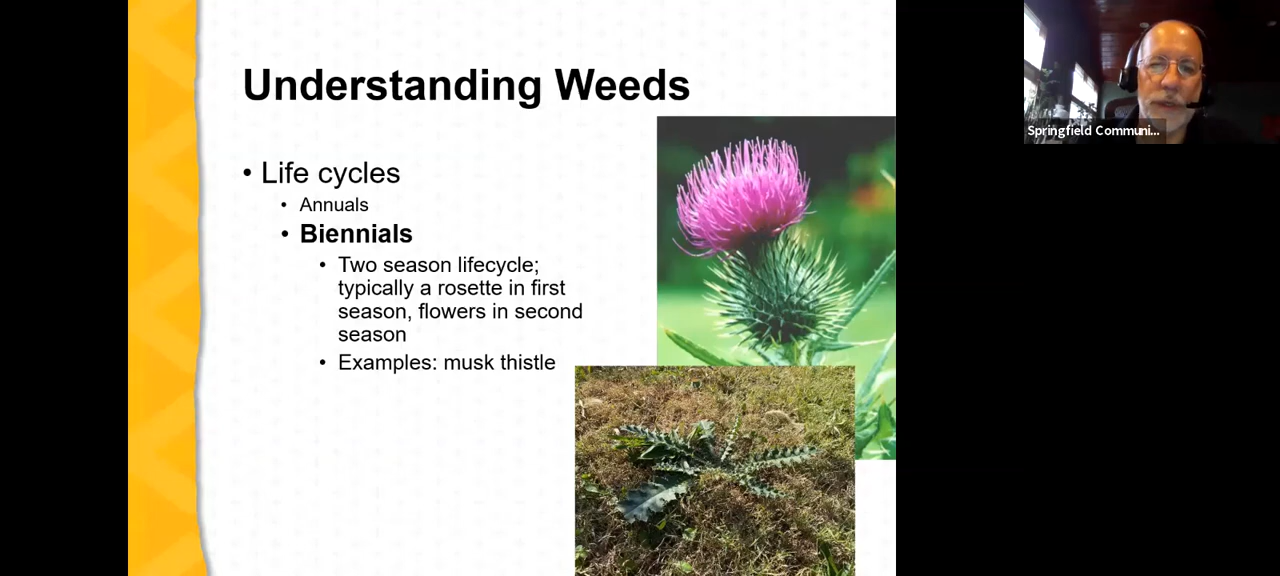 Understanding Weeds
• Life cycles
• Annuals
• Biennials
• Two season lifecycle;
typically a rosette in first
season, flowers in second
season
• Examples: musk thistle
Springfield Communi...